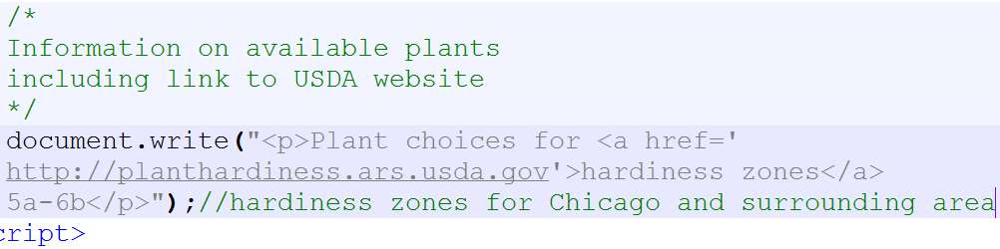 /*
Information on available plants
including link to USDA website
*/
document.write("<p>Plant choices for <a href='
http://planthardiness.ars.usda.gov'>hardiness zones</a>
5a-6b</p>");//hardiness zones for Chicago and surrounding area
cript>